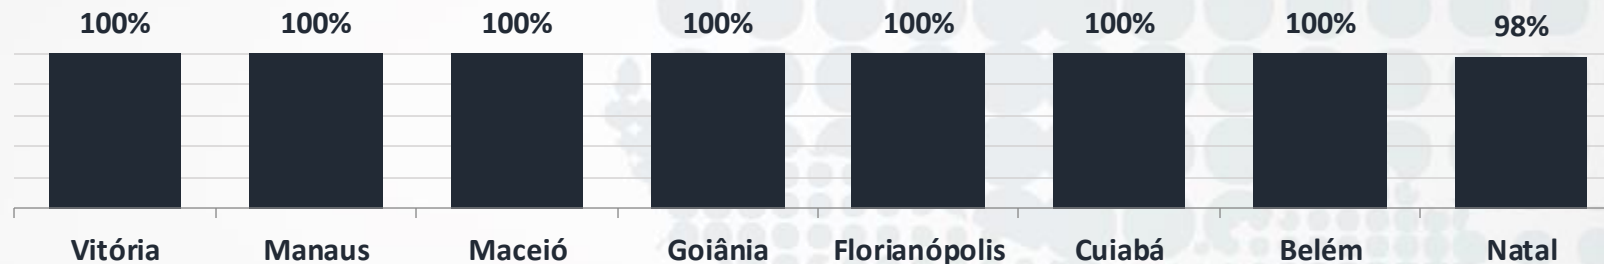 100% 100% 100% 100% 100% 100% 100% 98%
Vitória Manaus Maceió Goiânia Florianópolis Cuiabá Belém Natal